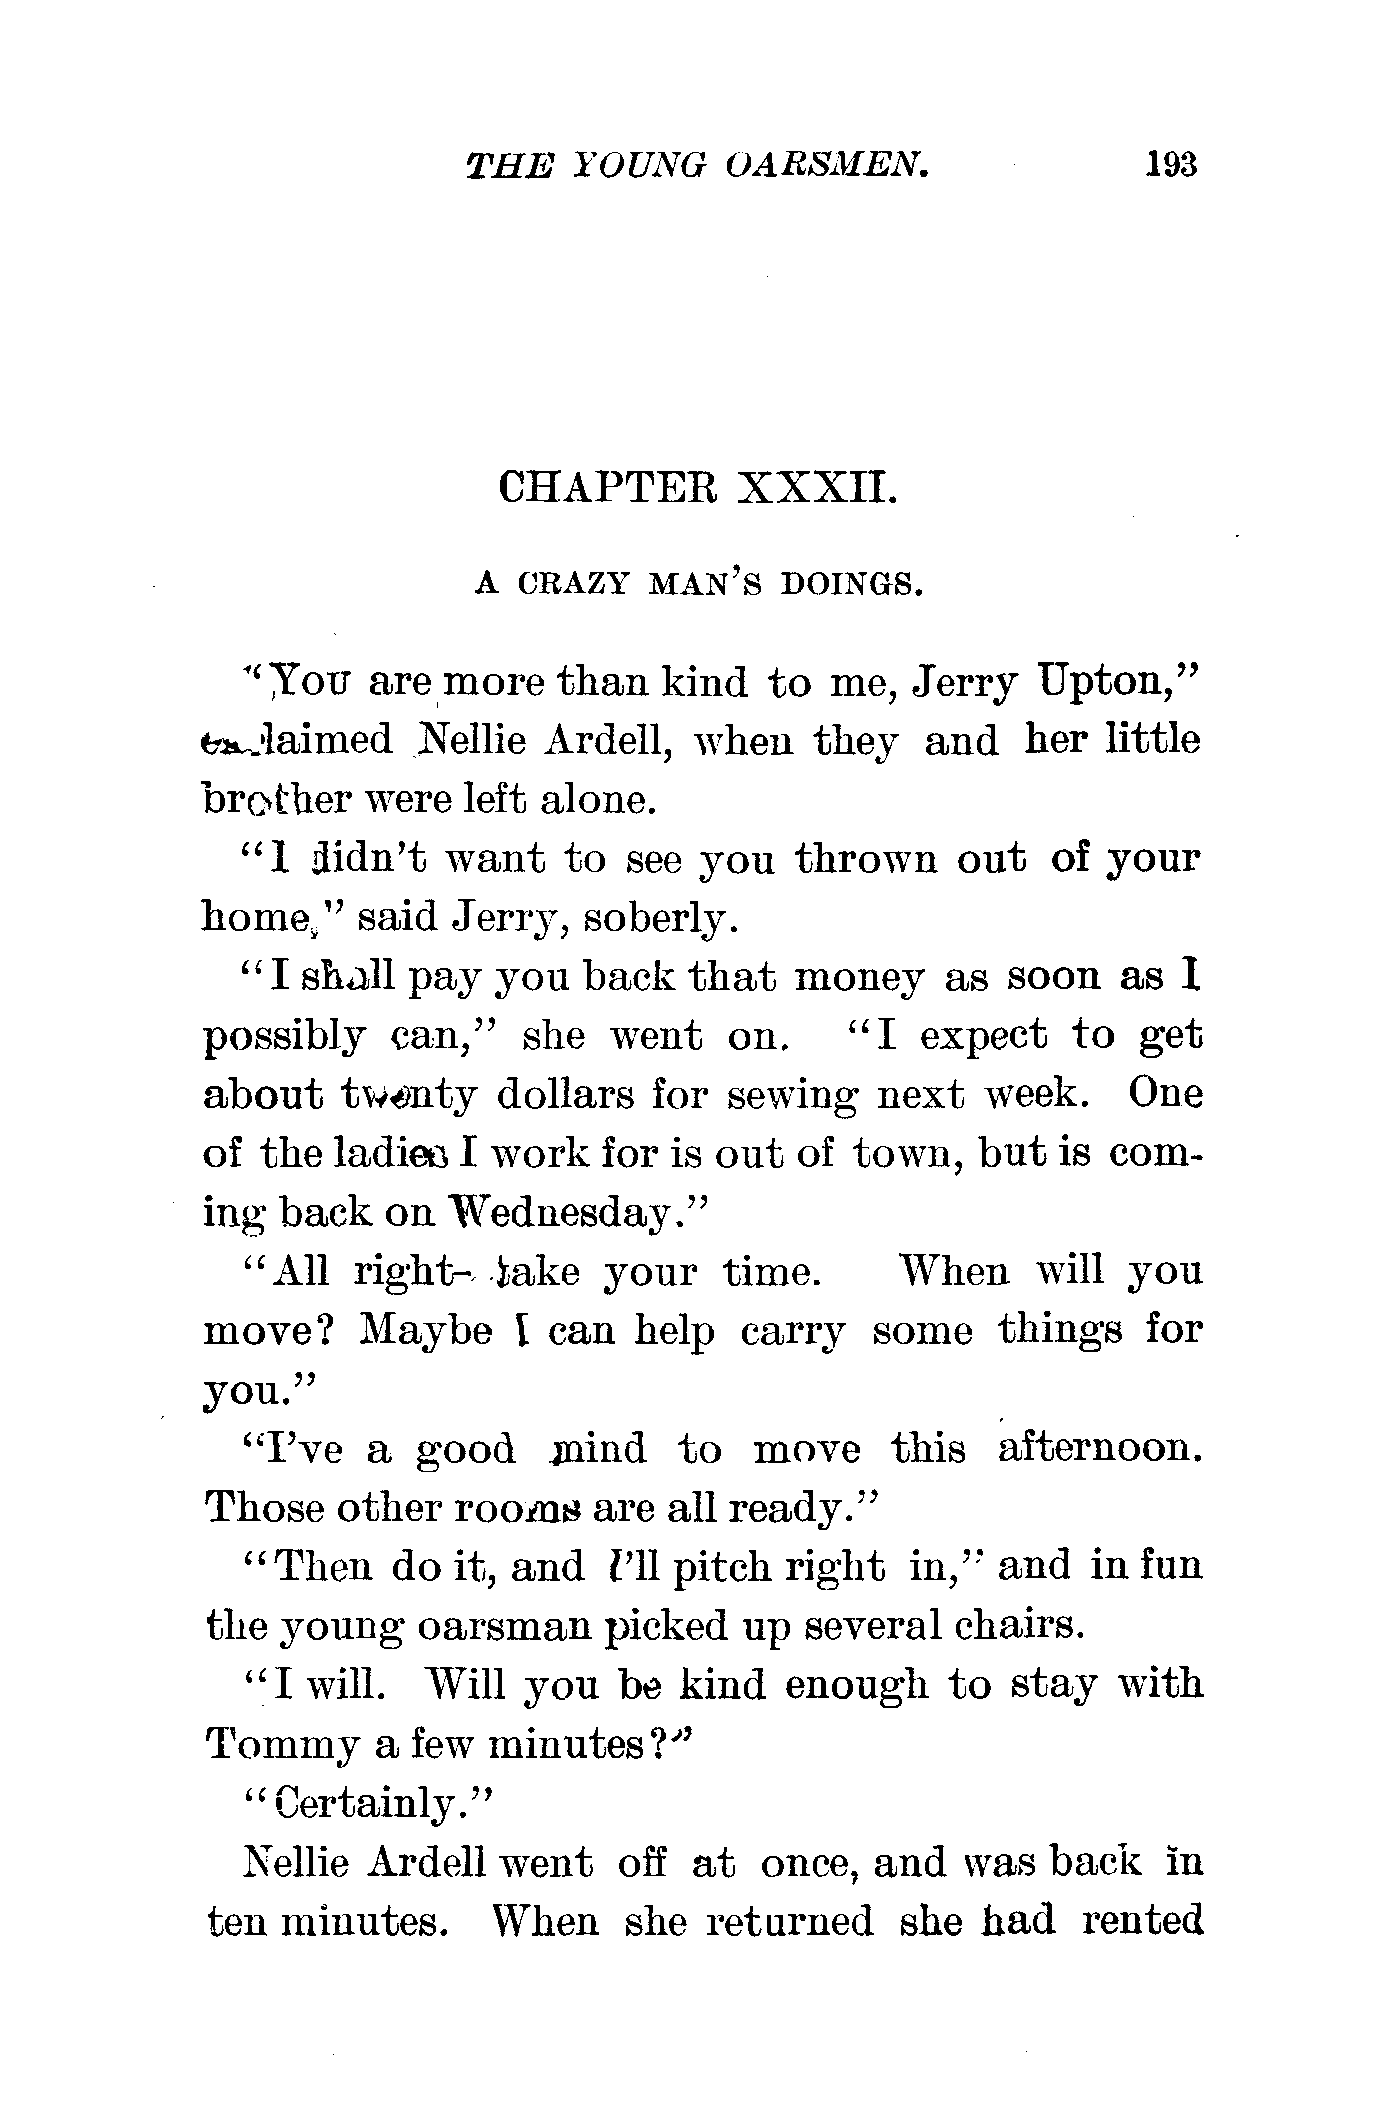 THE YOUNG OARSMEN. 193
CHAPTER XXXII.
A CRAZY MAN'S DOINGS.
"You are more than kind to me, Jerry Upton,"
exclaimed Nellie Ardell, when they and her little
brother were left alone.
"I didn't want to see you thrown out of your
home," said Jerry, soberly.
"I shall pay you back that money as soon as I
possibly can," she went on. "I expect to get
about twenty dollars for sewing next week. One
of the ladies I work for is out of town, but is com-
ing back on Wednesday."
"All right- take your time. When will you
move? Maybe I can help carry some things for
you."
"I've a good mind to move this afternoon.
Those other rooms are all ready."
"Then do it, and I'll pitch right in," and in fun
the young oarsman picked up several chairs.
"I will. Will you be kind enough to stay with
Tommy a few minutes?"
"Certainly."
Nellie Ardell went off at once, and was back in
ten minutes. When she returned she had rented